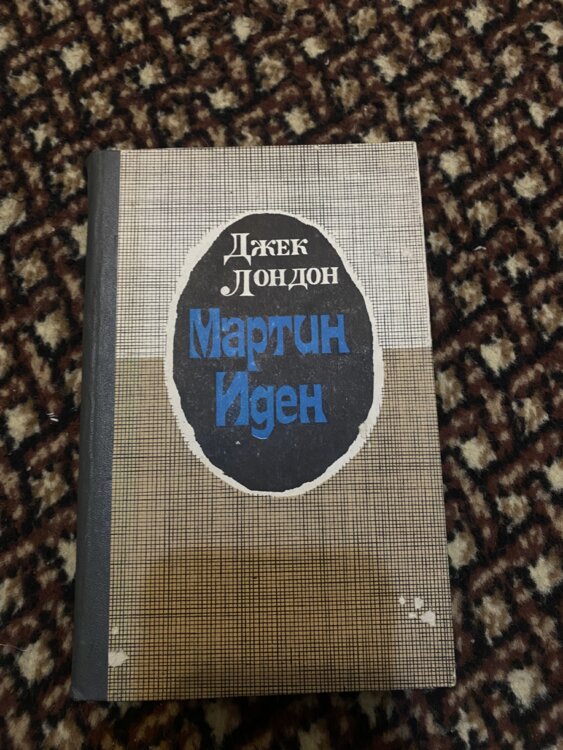 Джек
Лондон
Мартин
Иден